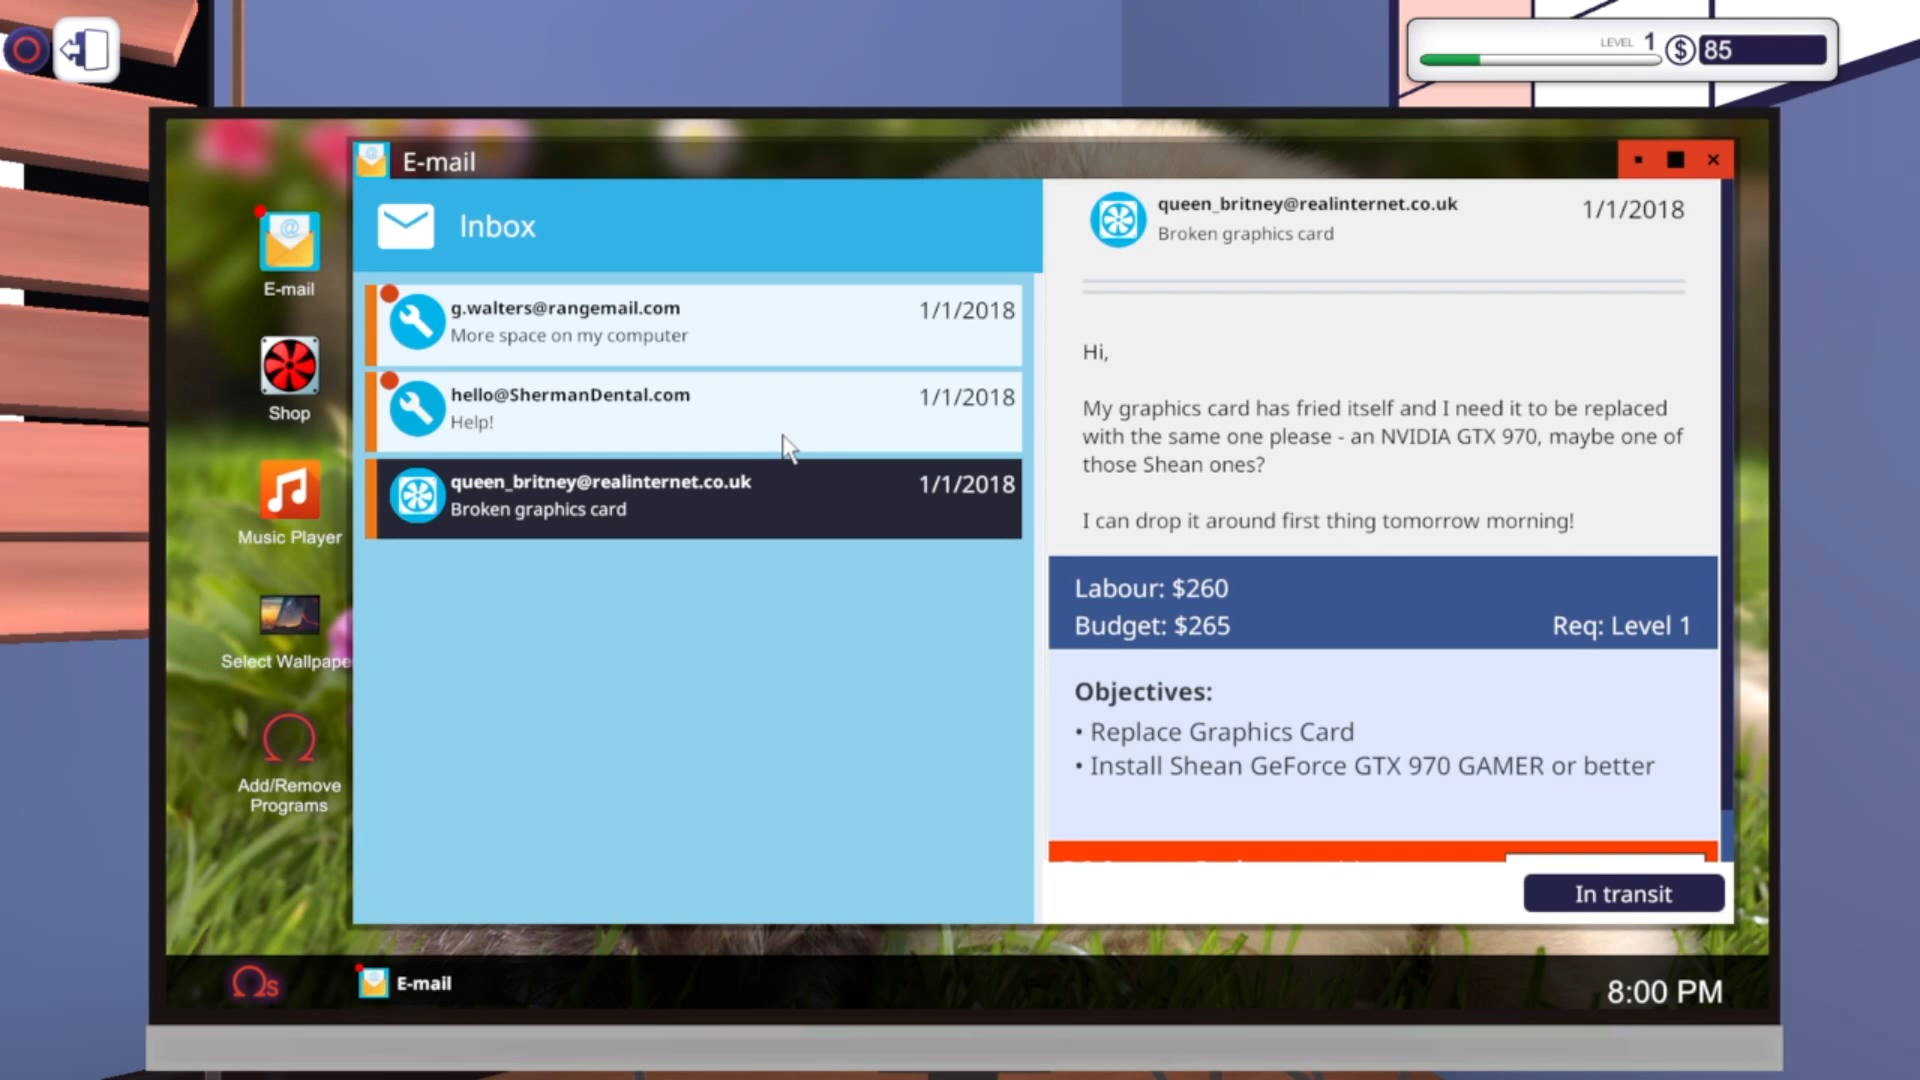 LEVEL 1
$ 85
E-mail
Inbox
g.walters@rangemail.com
1/1/2018
More space on my computer
hello@ShermanDental.com
1/1/2018
Help!
queen_britney@realinternet.co.uk
1/1/2018
Broken graphics card
queen_britney@realinternet.co.uk
1/1/2018
Broken graphics card
Hi,
My graphics card has fried itself and I need it to be replaced
with the same one please - an NVIDIA GTX 970, maybe one of
those Shean ones?
I can drop it around first thing tomorrow morning!
Labour: $260
Budget: $265
Req: Level 1
Objectives:
• Replace Graphics Card
• Install Shean GeForce GTX 970 GAMER or better
In transit
E-mail
Shop
Music Player
Select Wallpape
Add/Remove
Programs
Ωs
E-mail
8:00 PM